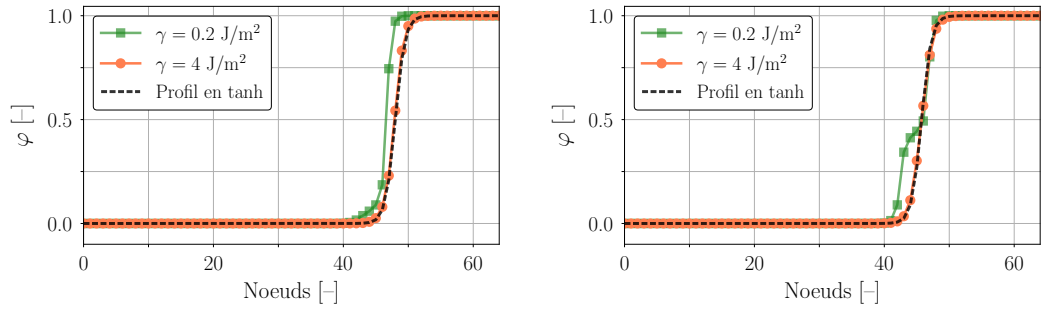 1.0
0.5
0.0
φ [–]
γ = 0.2 J/m²
γ = 4 J/m²
Profil en tanh
0 20 40 60
Noeuds [–]
1.0
0.5
0.0
φ [–]
γ = 0.2 J/m²
γ = 4 J/m²
Profil en tanh
0 20 40 60
Noeuds [–]